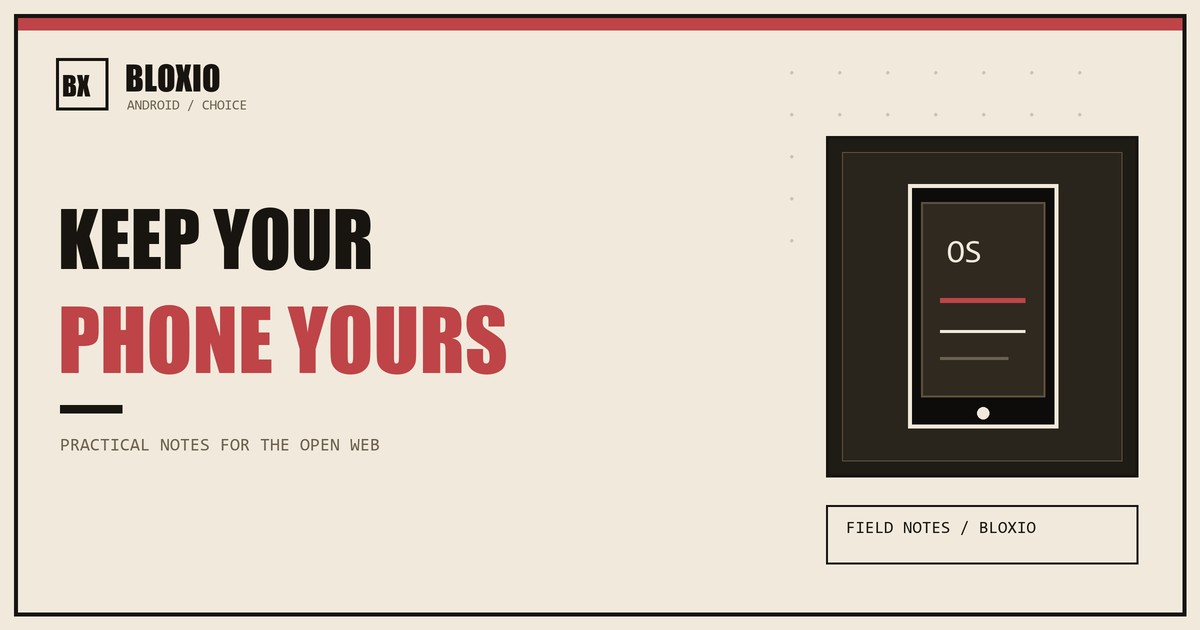 BX
BLOXIO
ANDROID / CHOICE
KEEP YOUR
PHONE YOURS
PRACTICAL NOTES FOR THE OPEN WEB
OS
FIELD NOTES / BLOXIO